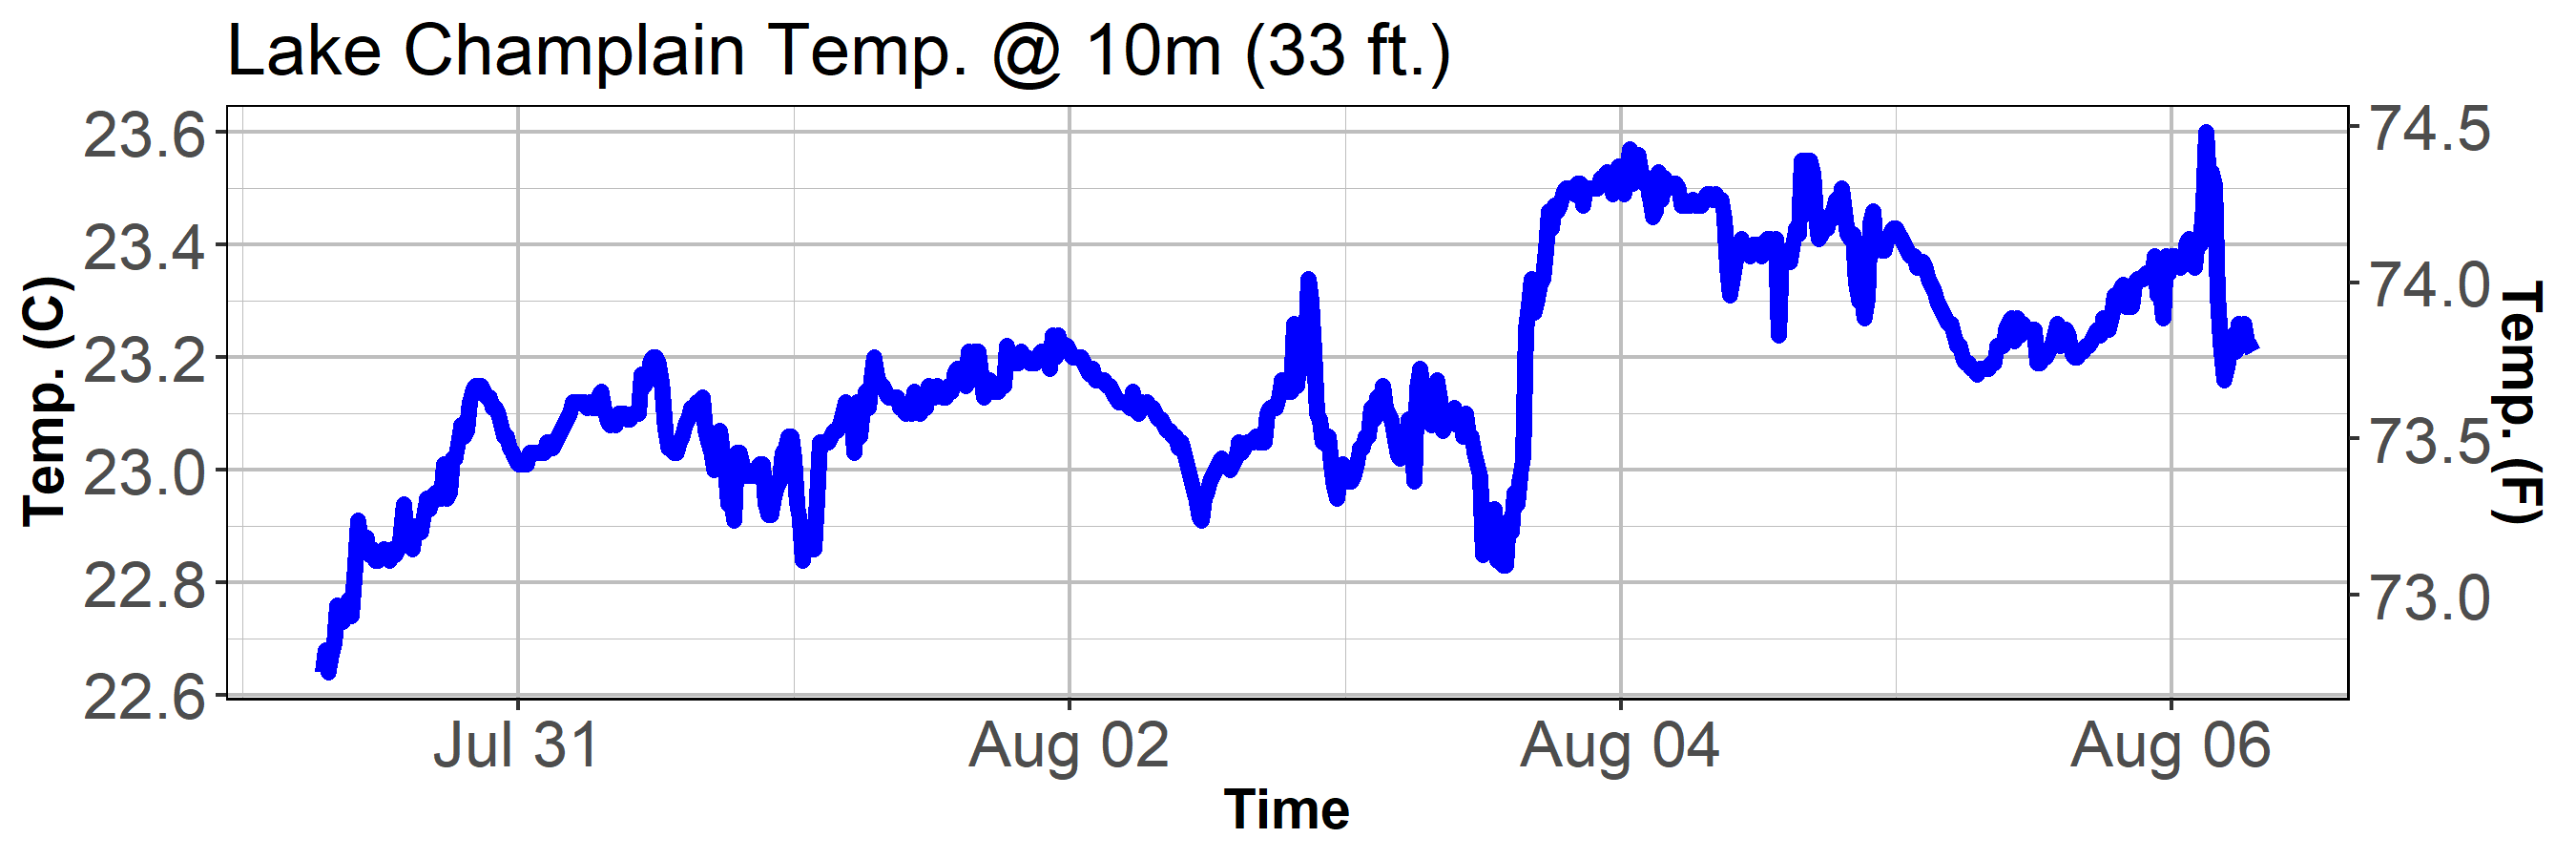 Lake Champlain Temp. @ 10m (33 ft.)
Temp. (C)
23.6
23.4
23.2
23.0
22.8
22.6
74.5
74.0
73.5
73.0
Temp. (F)
Jul 31
Aug 02
Aug 04
Aug 06
Time